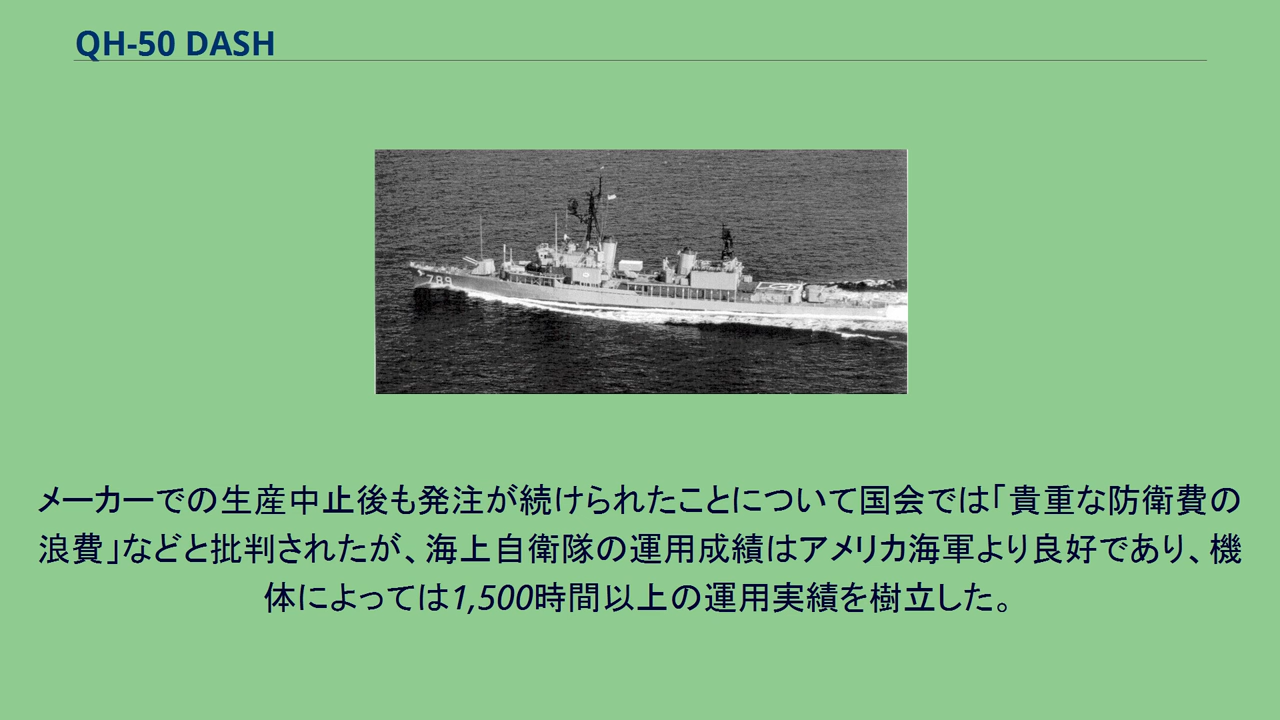 QH-50 DASH
789
メーカーでの生産中止後も発注が続けられたことについて国会では「貴重な防衛費の
浪費」などと批判されたが、海上自衛隊の運用成績はアメリカ海軍より良好であり、機
体によっては1,500時間以上の運用実績を樹立した。